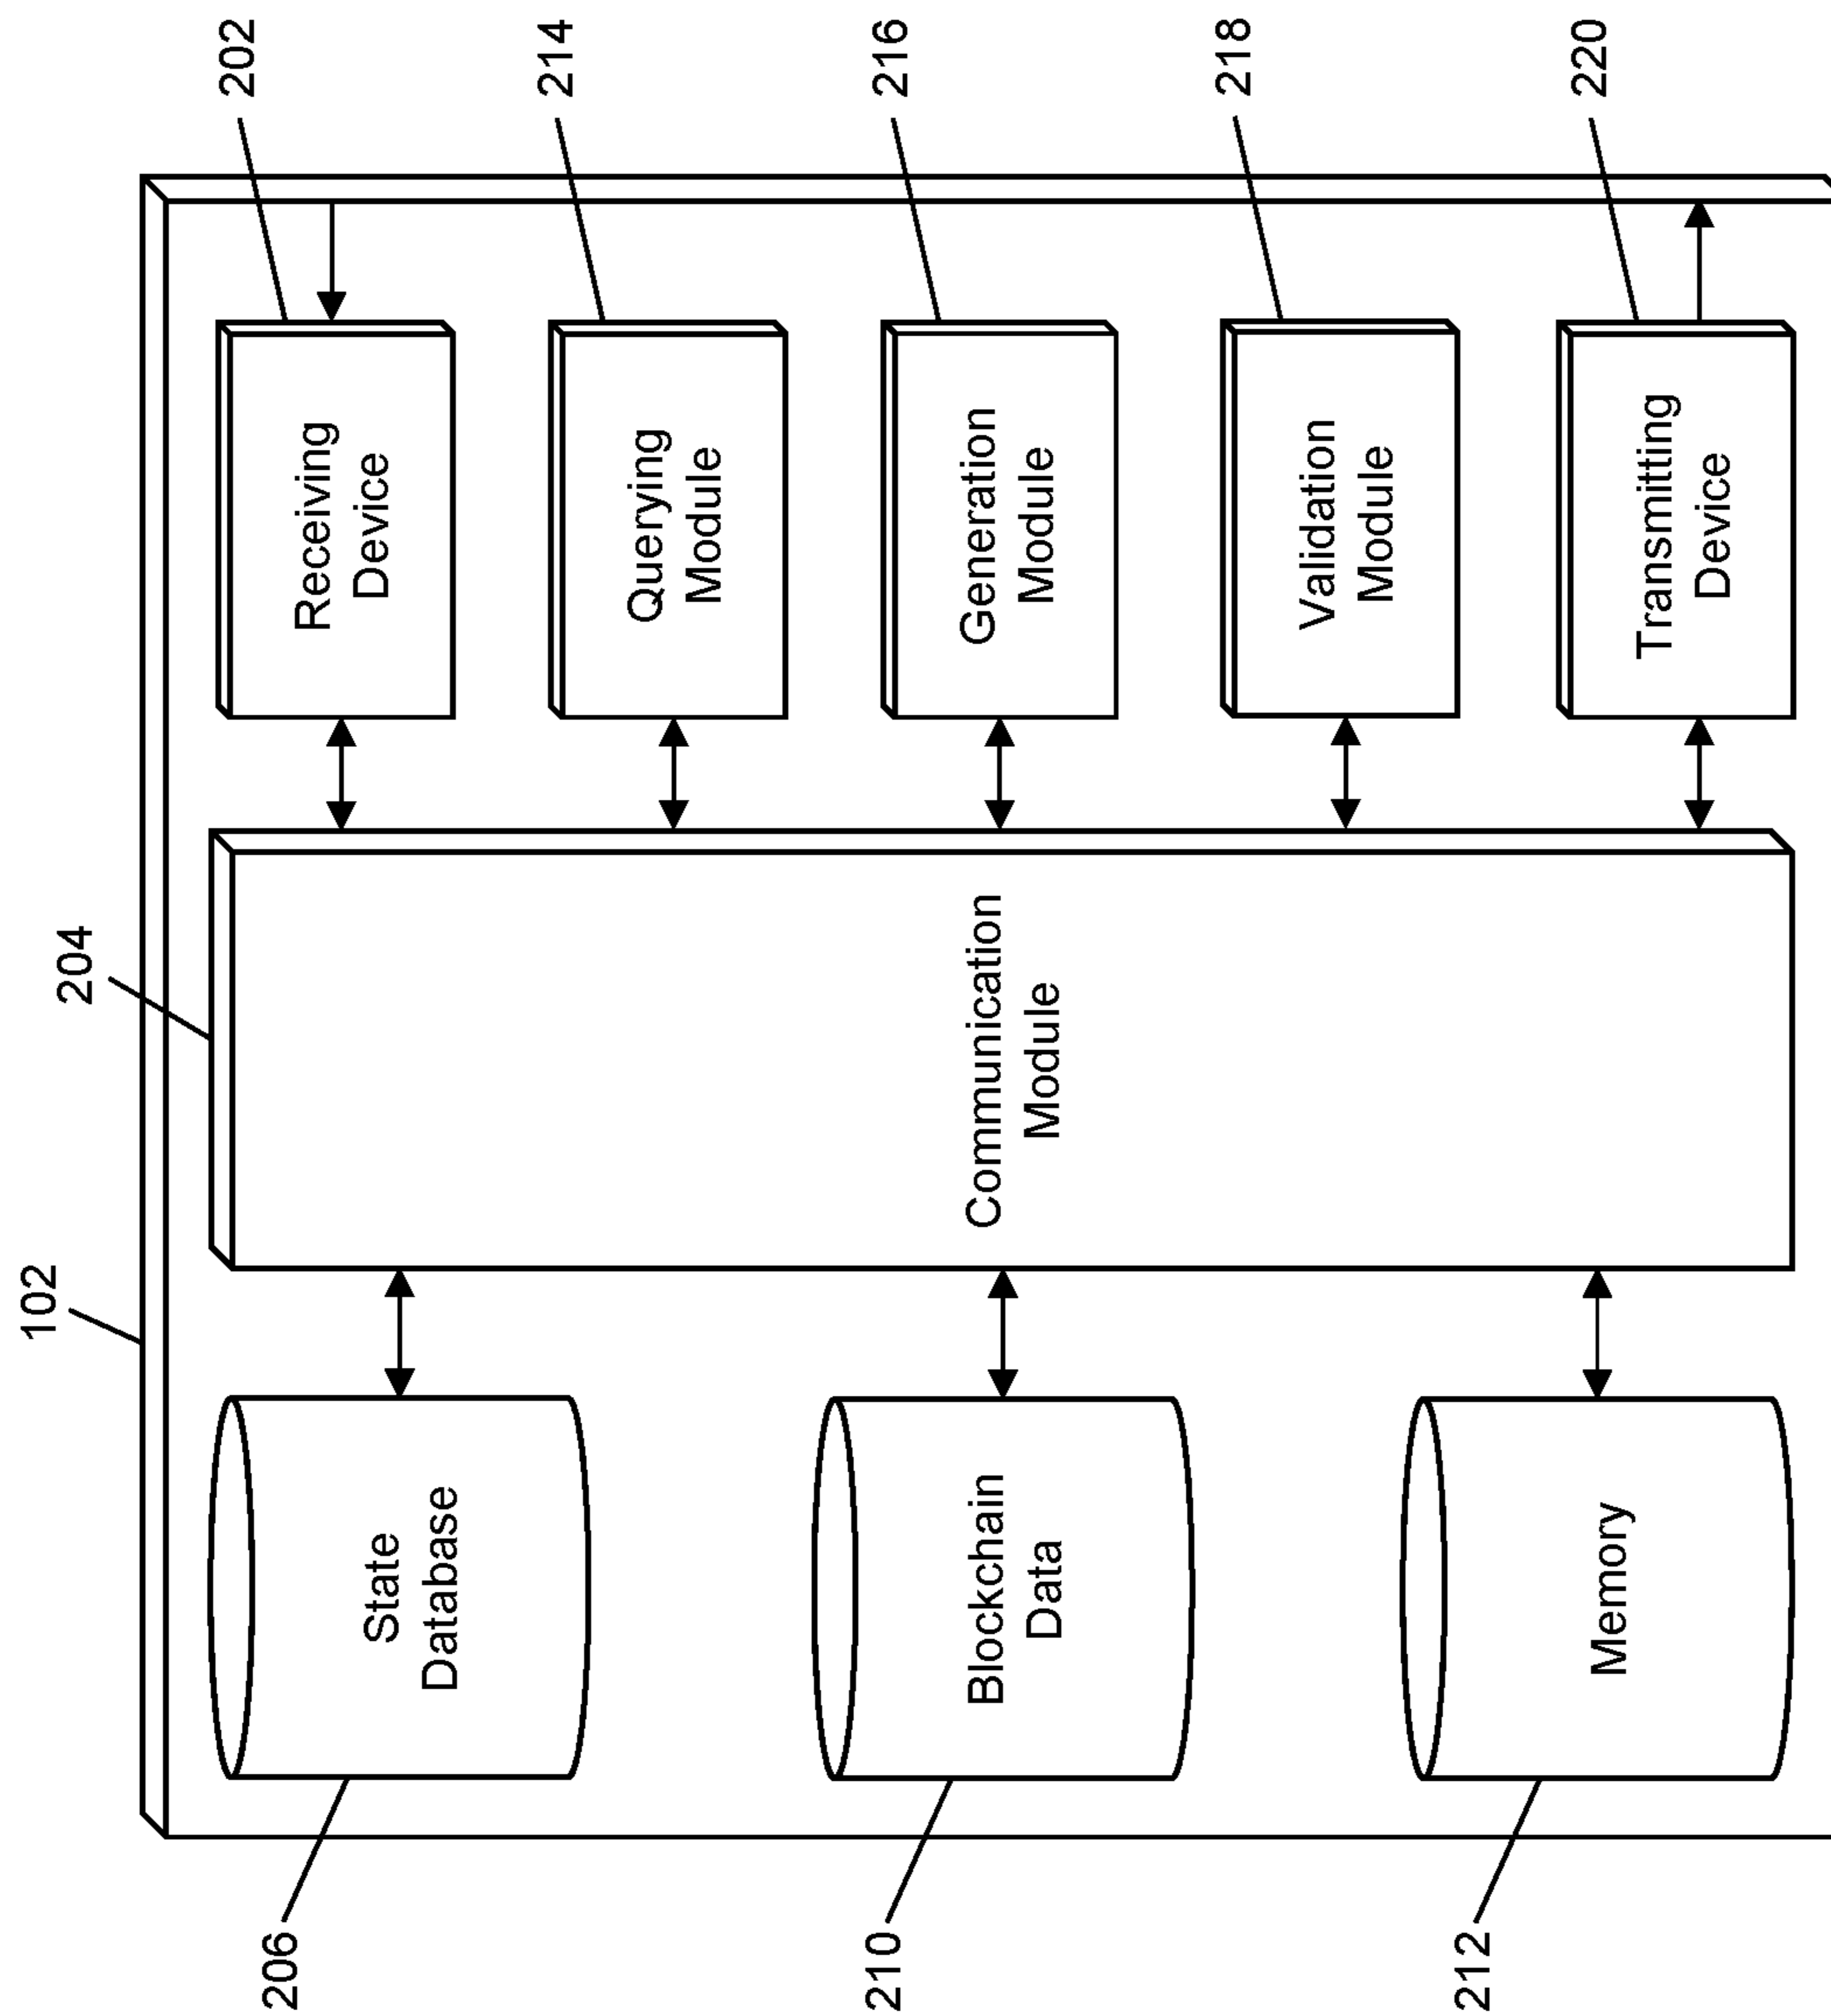 102
204
206
State
Database
210
Blockchain
Data
212
Memory
Communication
Module
202
Receiving
Device
214
Querying
Module
216
Generation
Module
218
Validation
Module
220
Transmitting
Device